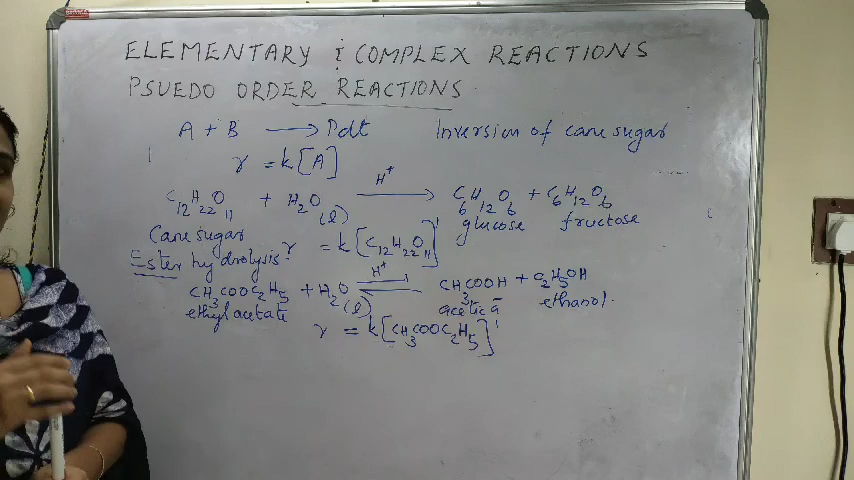 ELEMENTARY & COMPLEX REACTIONS
PSUEDO ORDER REACTIONS
A + B ⟶ Pdt Inversion of cane sugar
r = k[A]
C12H22O11 + H2O (l) ⟶ H+ C6H12O6 + C6H12O6
Cane sugar glucose fructose
r = k[C12H22O11]1
Ester hydrolysis:
CH3COOC2H5 + H2O (l) ⇌ H+ CH3COOH + C2H5OH
ethyl acetate acetic a ethanol.
r = k[CH3COOC2H5]1